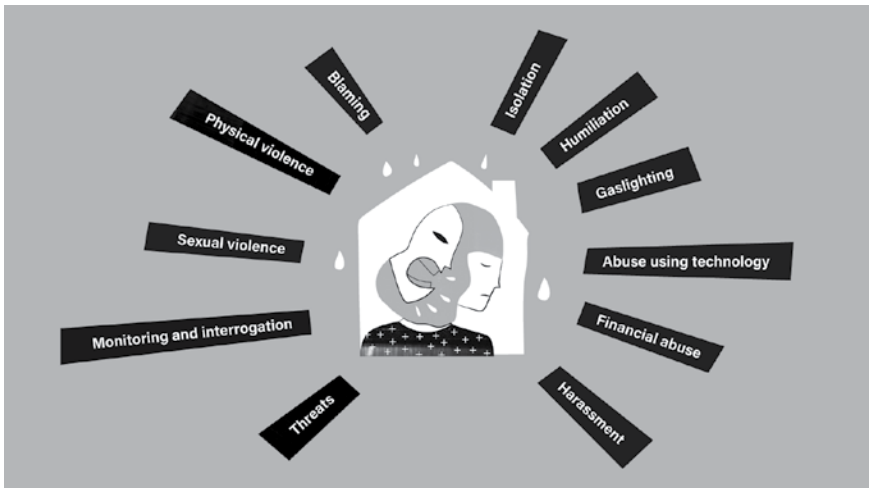 Blaming
Isolation
Physical violence
Humiliation
Gaslighting
Sexual violence
Abuse using technology
Monitoring and interrogation
Financial abuse
Threats
Harassment